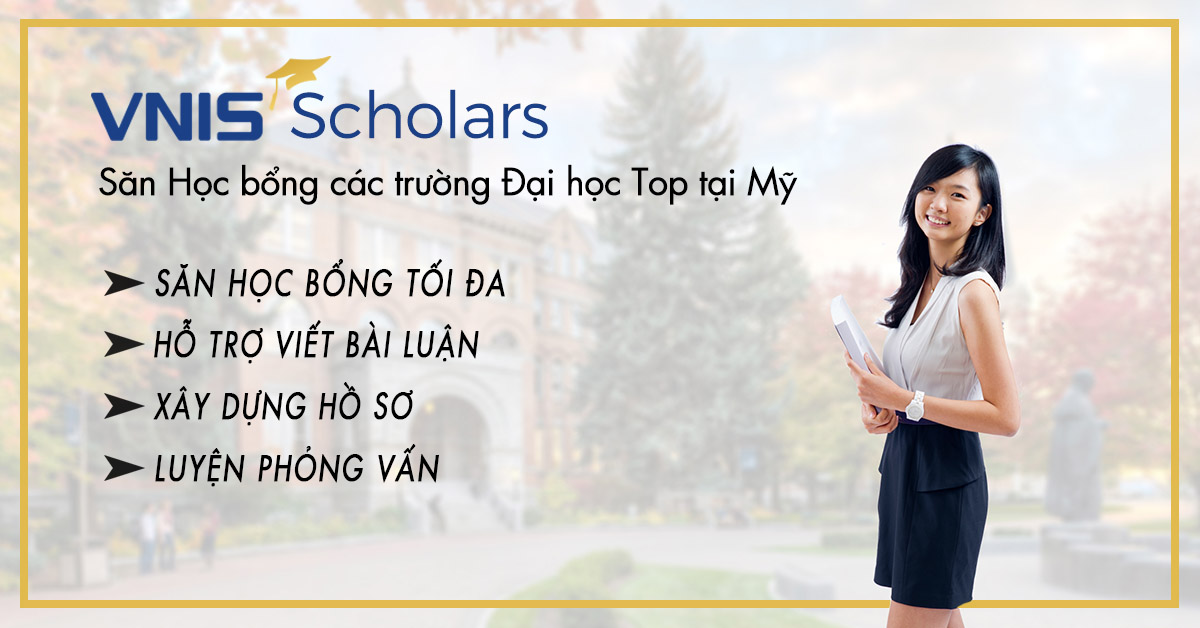 VNIS Scholars
Săn Học bổng các trường Đại học Top tại Mỹ
SĂN HỌC BỔNG TỐI ĐA
HỖ TRỢ VIẾT BÀI LUẬN
XÂY DỰNG HỒ SƠ
LUYỆN PHỎNG VẤN